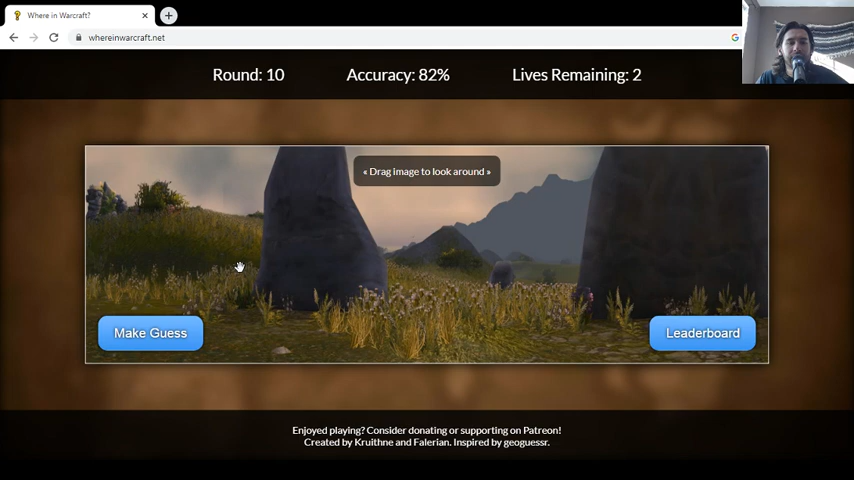 Where in Warcraft?
whereinwarcraft.net
Round: 10
Accuracy: 82%
Lives Remaining: 2
« Drag image to look around »
Make Guess
Leaderboard
Enjoyed playing? Consider donating or supporting on Patreon!
Created by Kruithne and Falerian. Inspired by geoguessr.